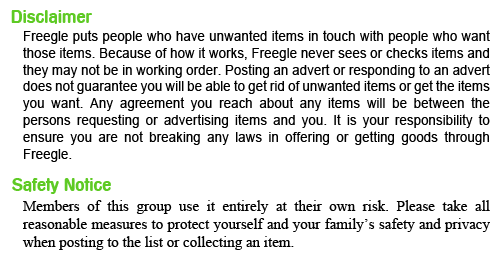 Disclaimer
Freegle puts people who have unwanted items in touch with people who want
those items. Because of how it works, Freegle never sees or checks items and
they may not be in working order. Posting an advert or responding to an advert
does not guarantee you will be able to get rid of unwanted items or get the items
you want. Any agreement you reach about any items will be between the
persons requesting or advertising items and you. It is your responsibility to
ensure you are not breaking any laws in offering or getting goods through
Freegle.
Safety Notice
Members of this group use it entirely at their own risk. Please take all
reasonable measures to protect yourself and your family’s safety and privacy
when posting to the list or collecting an item.